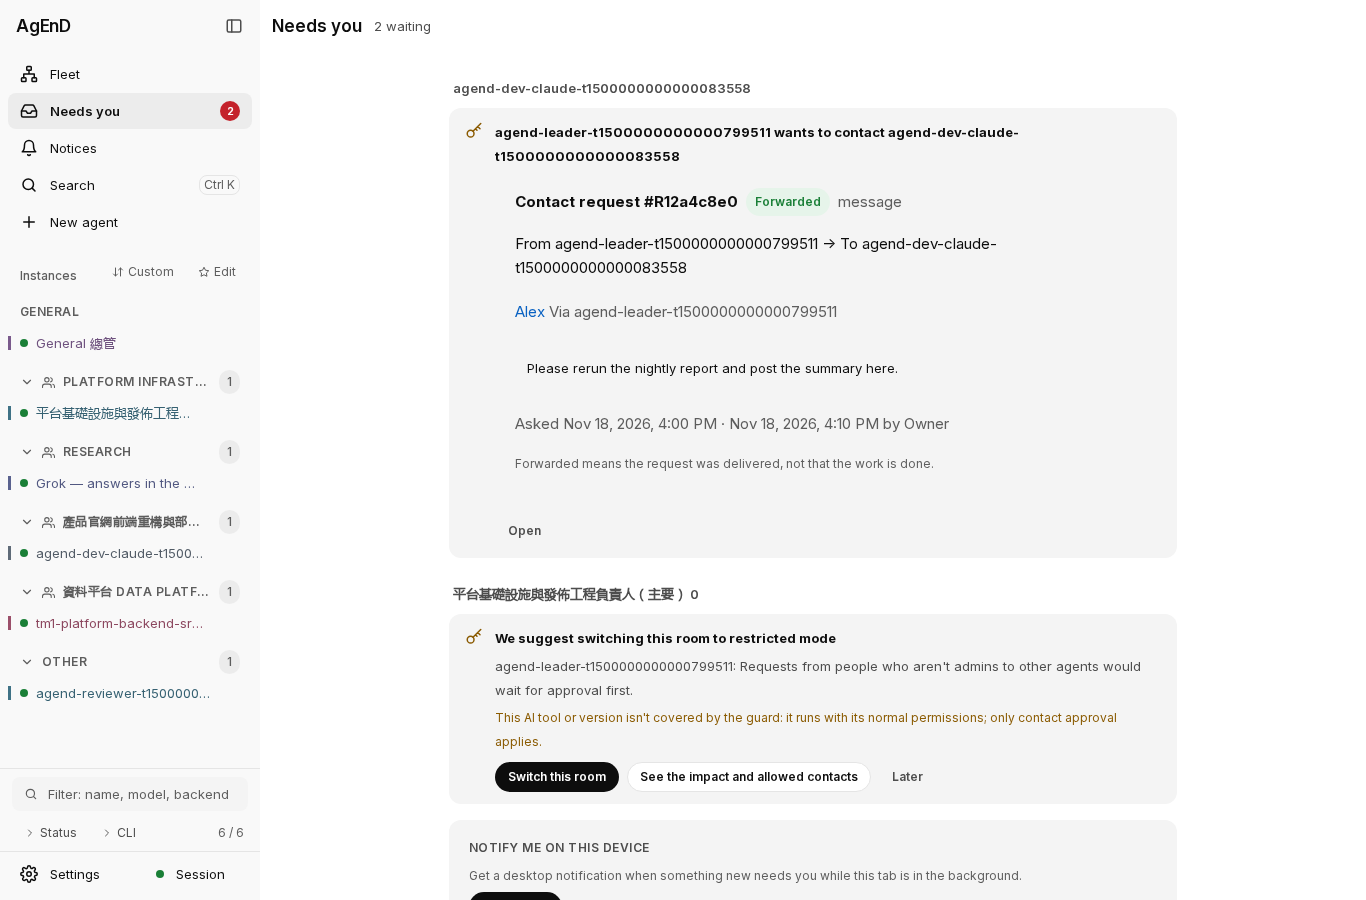 AgEnD
Fleet
Needs you 2
Notices
Search Ctrl K
New agent
Instances Custom Edit
GENERAL
General 總管
PLATFORM INFRAST... 1
平台基礎設施與發佈工程...
RESEARCH 1
Grok — answers in the ...
產品官網前端重構與部... 1
agend-dev-claude-t1500...
資料平台 DATA PLATF... 1
tm1-platform-backend-sr...
OTHER 1
agend-reviewer-t1500000...
Filter: name, model, backend
Status CLI 6 / 6
Settings Session
Needs you 2 waiting
agend-dev-claude-t1500000000000083558
agend-leader-t1500000000000799511 wants to contact agend-dev-claude-
t1500000000000083558
Contact request #R12a4c8e0 Forwarded message
From agend-leader-t1500000000000799511 → To agend-dev-claude-
t1500000000000083558
Alex Via agend-leader-t1500000000000799511
Please rerun the nightly report and post the summary here.
Asked Nov 18, 2026, 4:00 PM · Nov 18, 2026, 4:10 PM by Owner
Forwarded means the request was delivered, not that the work is done.
Open
平台基礎設施與發佈工程負責人（主要）0
We suggest switching this room to restricted mode
agend-leader-t1500000000000799511: Requests from people who aren't admins to other agents would
wait for approval first.
This AI tool or version isn't covered by the guard: it runs with its normal permissions; only contact approval
applies.
Switch this room See the impact and allowed contacts Later
NOTIFY ME ON THIS DEVICE
Get a desktop notification when something new needs you while this tab is in the background.